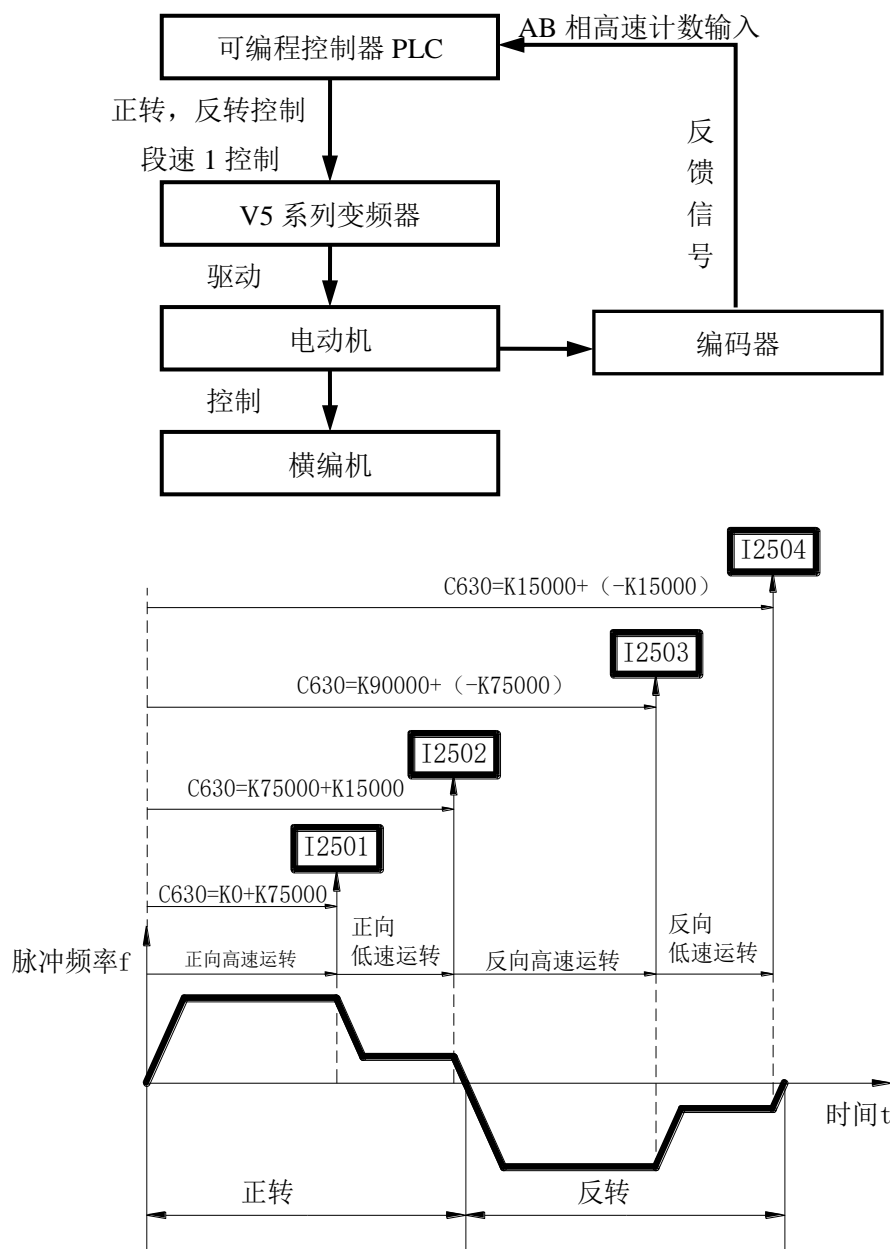 可编程控制器 PLC
AB 相高速计数输入
正转，反转控制
段速 1 控制
反馈信号
V5 系列变频器
驱动
电动机
编码器
控制
横编机
I2504
C630=K15000+（-K15000）
I2503
C630=K90000+（-K75000）
I2502
C630=K75000+K15000
I2501
C630=K0+K75000
脉冲频率f
正向高速运转
正向
低速运转
反向高速运转
反向
低速运转
时间t
正转
反转